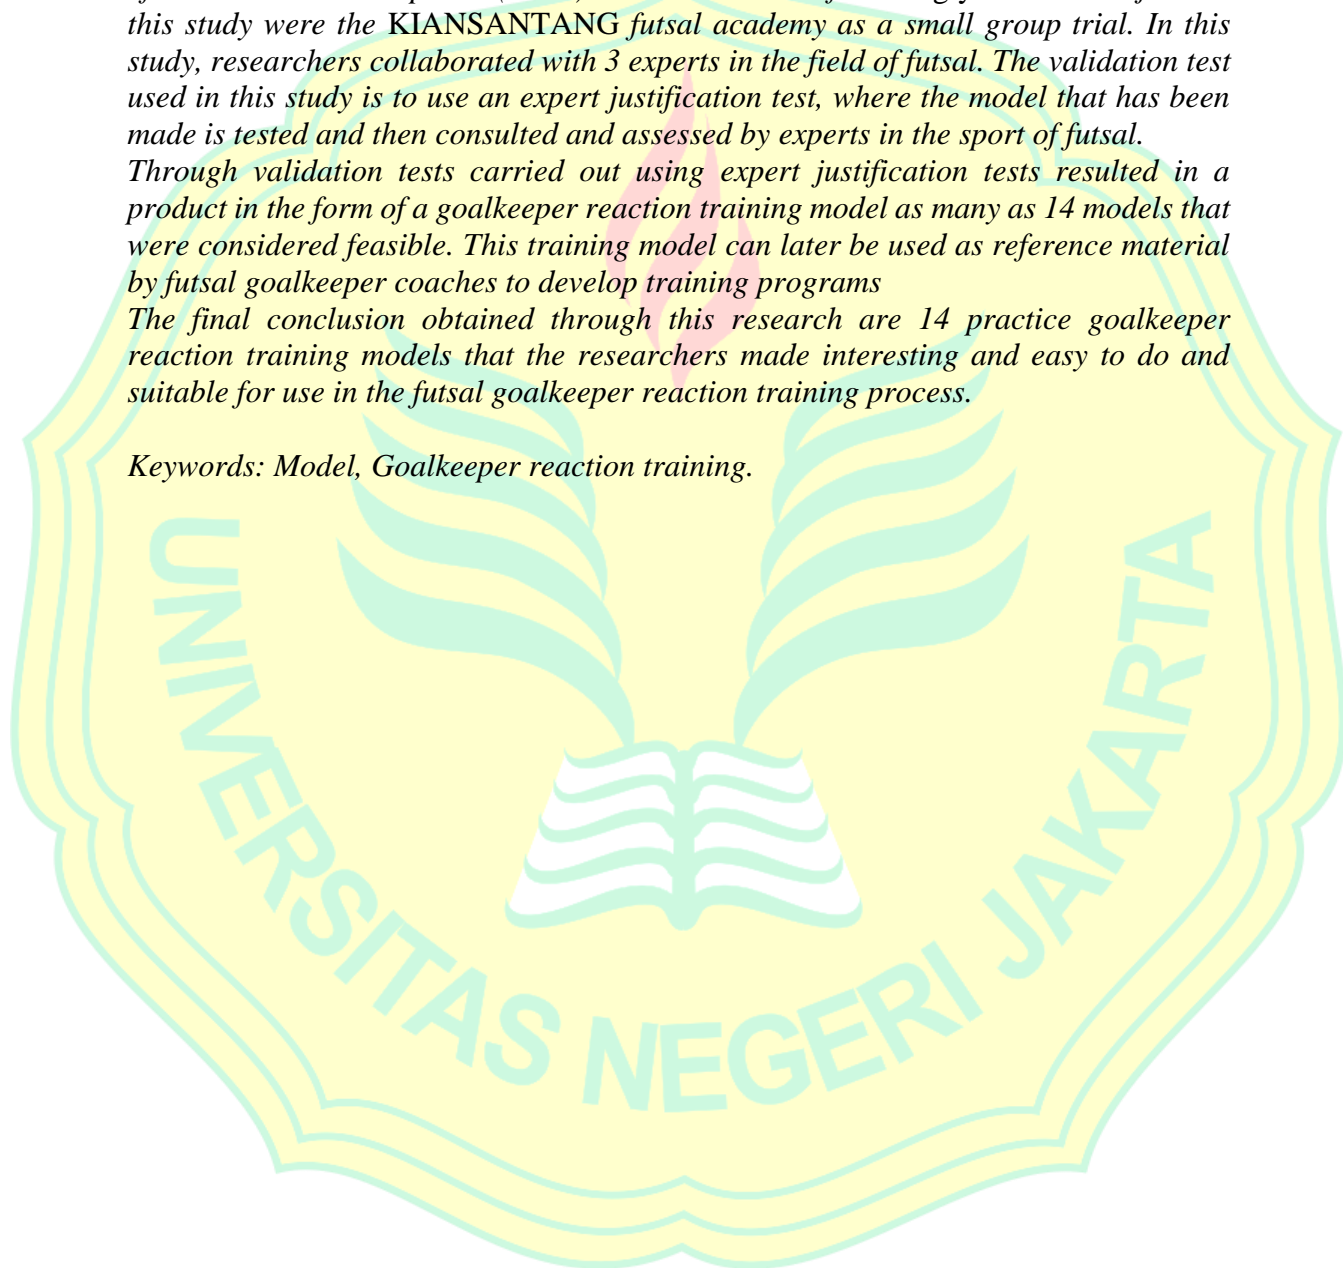 this study were the KIANSANTANG futsal academy as a small group trial. In this
study, researchers collaborated with 3 experts in the field of futsal. The validation test
used in this study is to use an expert justification test, where the model that has been
made is tested and then consulted and assessed by experts in the sport of futsal.
Through validation tests carried out using expert justification tests resulted in a
product in the form of a goalkeeper reaction training model as many as 14 models that
were considered feasible. This training model can later be used as reference material
by futsal goalkeeper coaches to develop training programs
The final conclusion obtained through this research are 14 practice goalkeeper
reaction training models that the researchers made interesting and easy to do and
suitable for use in the futsal goalkeeper reaction training process.
Keywords: Model, Goalkeeper reaction training.
UNIVERSITAS NEGERI JAKARTA